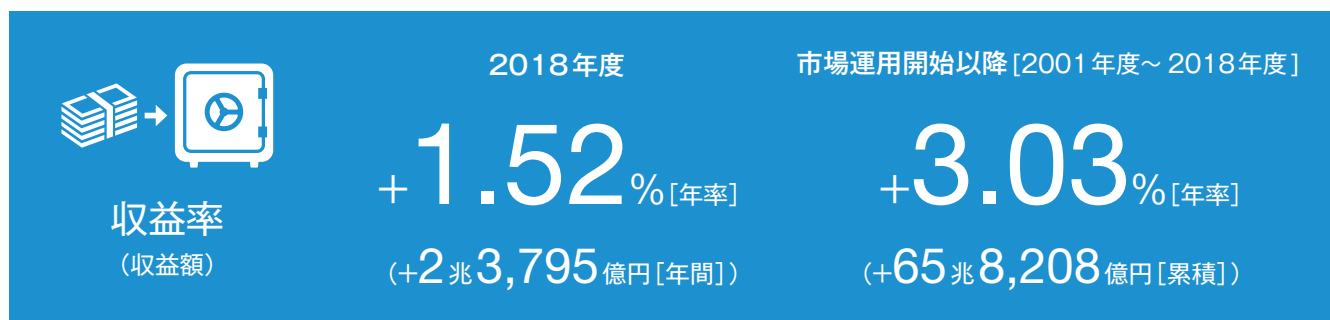 収益率
（収益額）
2018年度
+1.52%[年率]
（+2兆3,795億円[年間]）
市場運用開始以降[2001年度～2018年度]
+3.03%[年率]
（+65兆8,208億円[累積]）